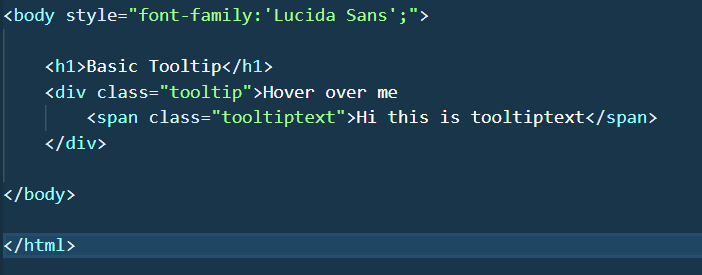 <body style="font-family:'Lucida Sans';">
<h1>Basic Tooltip</h1>
<div class="tooltip">Hover over me
<span class="tooltiptext">Hi this is tooltiptext</span>
</div>
</body>
</html>